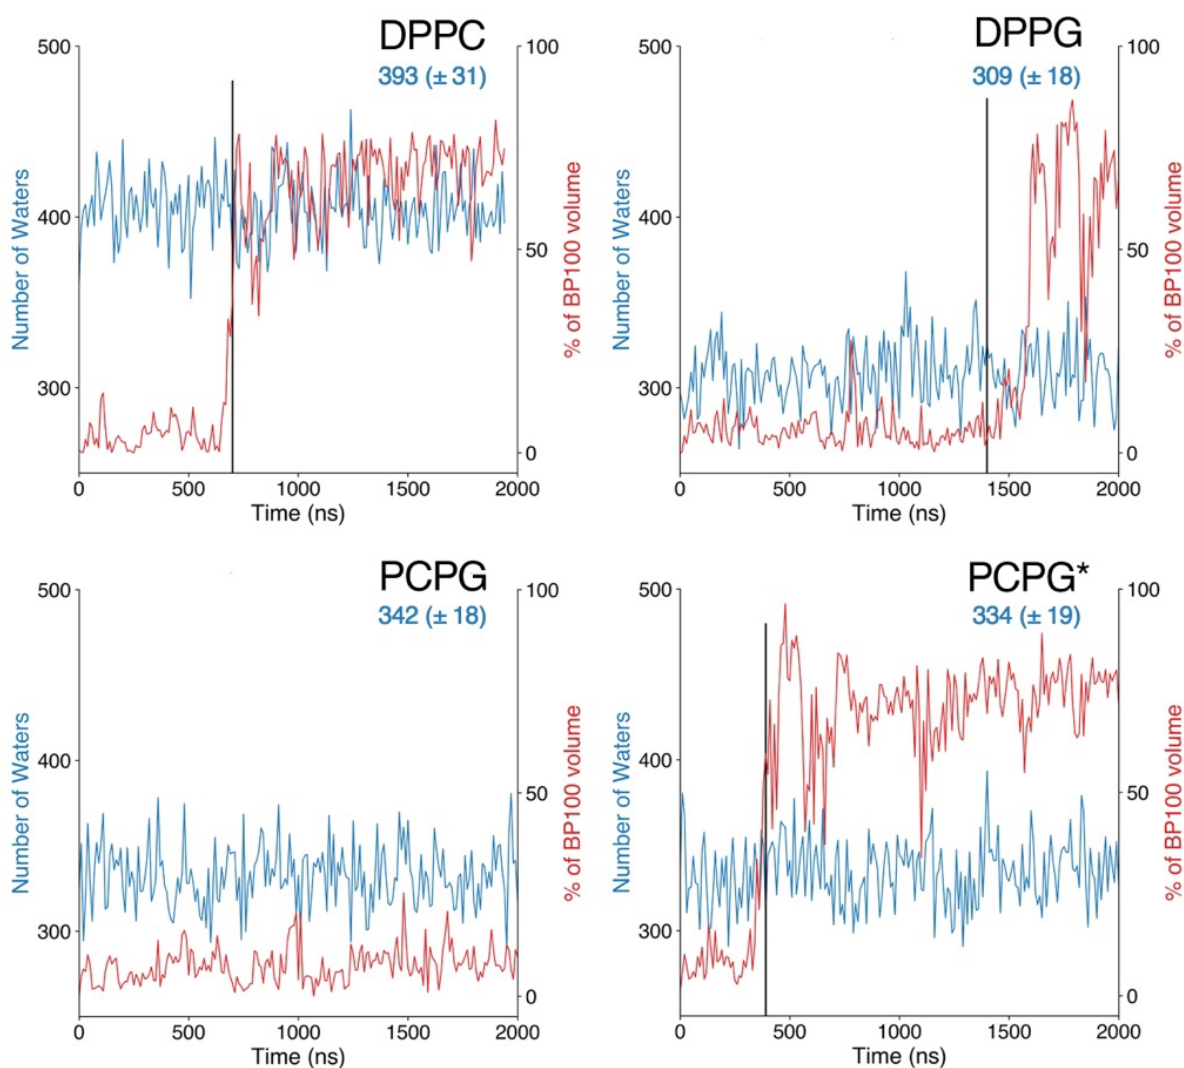 DPPC
393 (± 31)
500
400
300
Number of Waters
100
50
0
% of BP100 volume
0 500 1000 1500 2000
Time (ns)
DPPG
309 (± 18)
500
400
300
Number of Waters
100
50
0
% of BP100 volume
0 500 1000 1500 2000
Time (ns)
PCPG
342 (± 18)
500
400
300
Number of Waters
100
50
0
% of BP100 volume
0 500 1000 1500 2000
Time (ns)
PCPG*
334 (± 19)
500
400
300
Number of Waters
100
50
0
% of BP100 volume
0 500 1000 1500 2000
Time (ns)